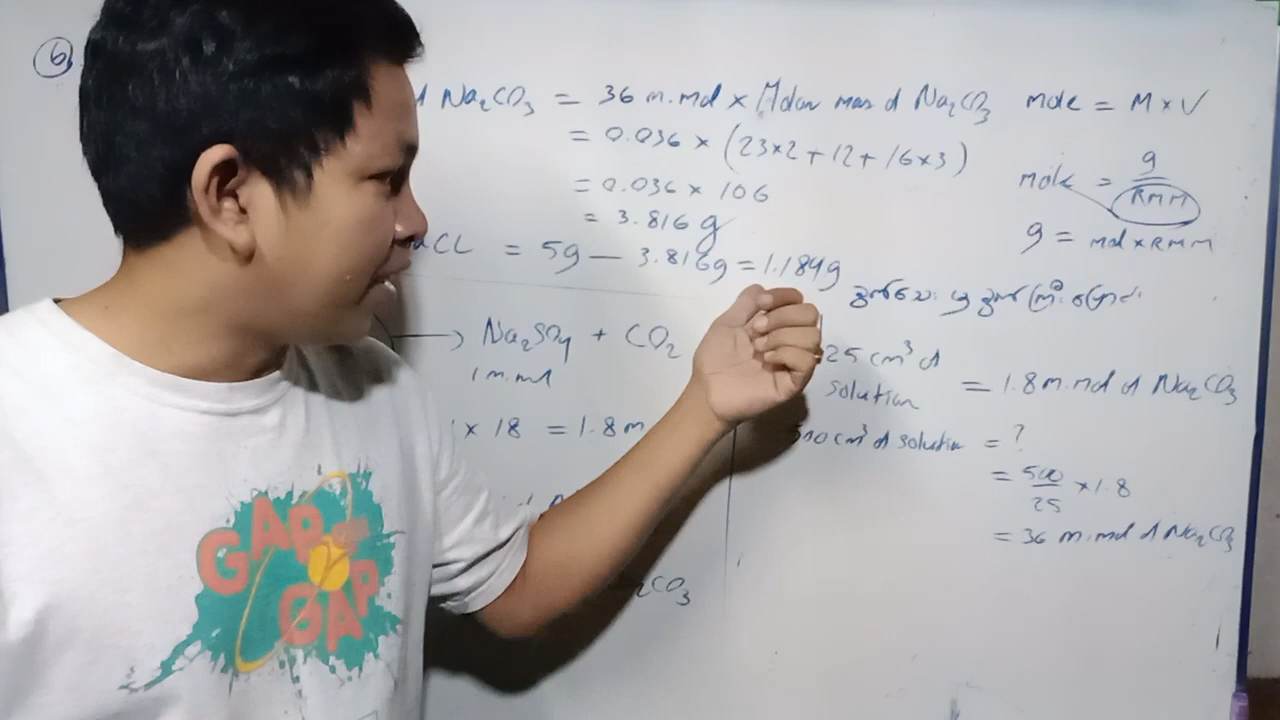 6
Na₂CO₃ = 36 m.mol × Molar mass of Na₂CO₃
= 0.036 × (23×2+12+16×3)
= 0.036 × 106
= 3.816 g
aCL = 5g — 3.816g = 1.184g
→ Na₂SO₄ + CO₂
1 m.mol
1 × 18 = 1.8 m
CO₃
mole = M × V
mole = g / RMM
g = mol × RMM
25 cm³ of solution = 1.8 m.mol of Na₂CO₃
cm³ of solution = ?
= 500/25 × 1.8
= 36 m.mol of Na₂CO₃
GAP
GAP